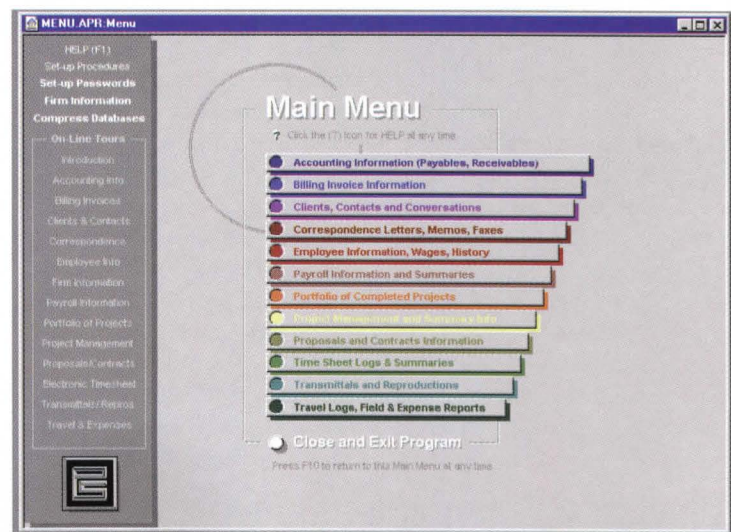 MENU.APR:Menu
HELP (F1)
Set-up Procedures
Set-up Passwords
Firm Information
Compress Databases
On-Line Tours
Introduction
Accounting Info
Billing Invoices
Clients & Contacts
Correspondence
Employee Info
Firm Information
Payroll Information
Portfolio of Projects
Project Management
Proposals/Contracts
Electronic Timesheet
Transmittals/Repros
Travel & Expenses
Main Menu
? Click the (?) Icon for HELP at any time
Accounting Information (Payables, Receivables)
Billing Invoice Information
Clients, Contacts and Conversations
Correspondence Letters, Memos, Faxes
Employee Information, Wages, History
Payroll Information and Summaries
Portfolio of Completed Projects
Project Management and Summary Info
Proposals and Contracts Information
Time Sheet Logs & Summaries
Transmittals and Reproductions
Travel Logs, Field & Expense Reports
Close and Exit Program
Press F10 to return to this Main Menu at any time.